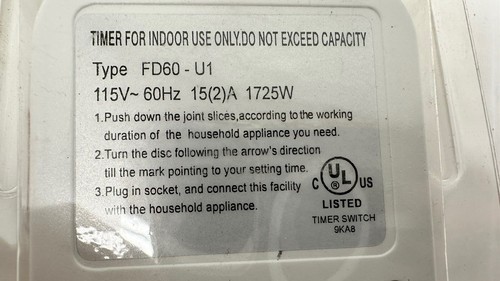 TIMER FOR INDOOR USE ONLY.DO NOT EXCEED CAPACITY
Type FD60 - U1
115V~ 60Hz 15(2)A 1725W
1.Push down the joint slices,according to the working
duration of the household appliance you need.
2.Turn the disc following the arrow's direction
till the mark pointing to your setting time.
3.Plug in socket, and connect this facility
with the household appliance.
C UL US
LISTED
TIMER SWITCH
9KA8